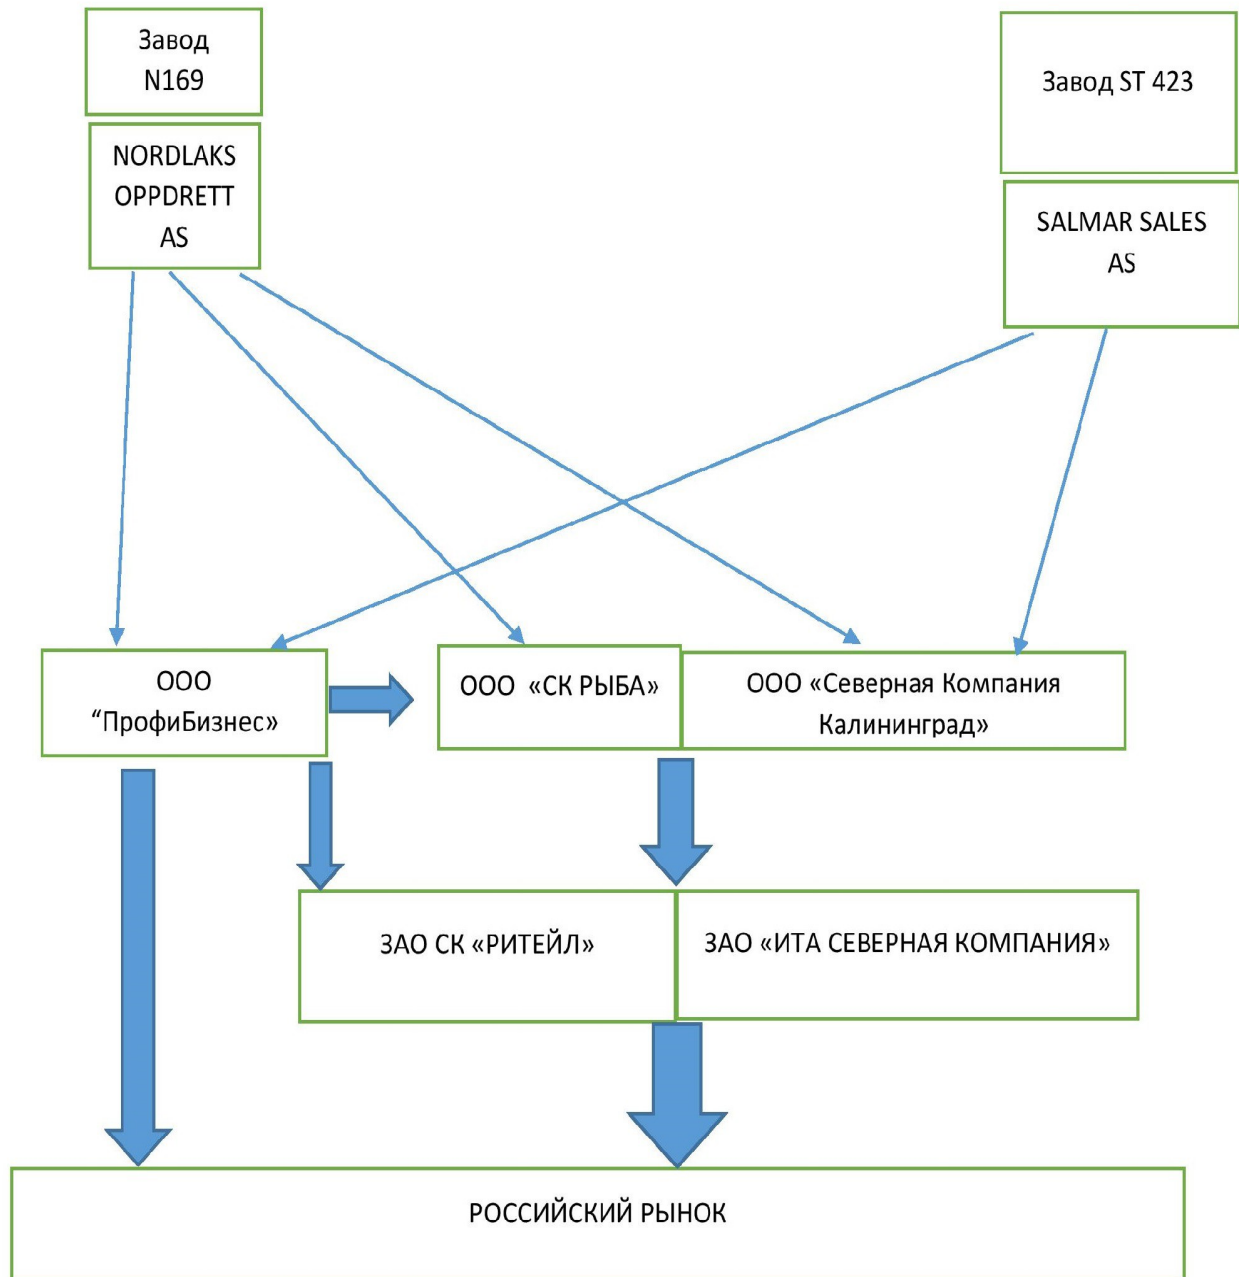 Завод
N169
Завод ST 423
NORDLAKS
OPPDRETT
AS
SALMAR SALES
AS
ООО
“ПрофиБизнес»
ООО «СК РЫБА»
ООО «Северная Компания
Калининград»
ЗАО СК «РИТЕЙЛ»
ЗАО «ИТА СЕВЕРНАЯ КОМПАНИЯ»
РОССИЙСКИЙ РЫНОК